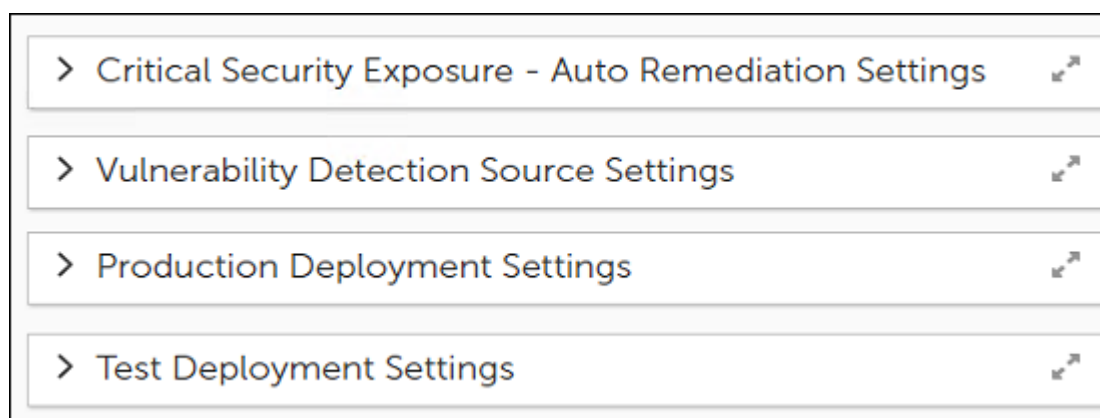 Critical Security Exposure - Auto Remediation Settings
Vulnerability Detection Source Settings
Production Deployment Settings
Test Deployment Settings